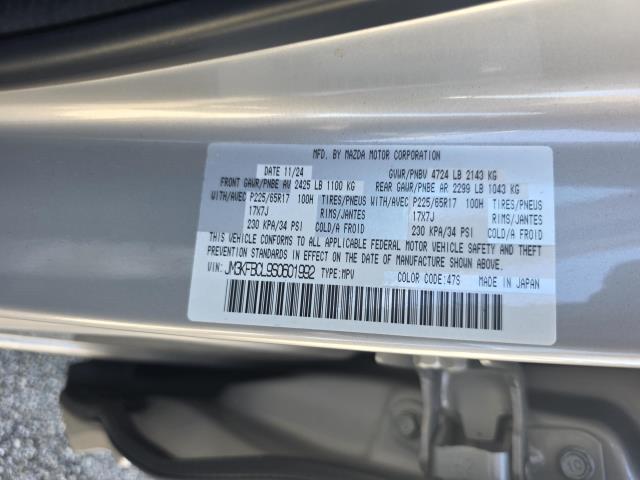 MFD. BY MAZDA MOTOR CORPORATION
DATE 11/24 GVWR/PNBV 4724 LB 2143 KG
FRONT GAWR/PNBE AV 2425 LB 1100 KG REAR GAWR/PNBE AR 2299 LB 1043 KG
WITH/AVEC P225/65R17 100H TIRES/PNEUS WITH/AVEC P225/65R17 100H TIRES/PNEUS
17X7J RIMS/JANTES 17X7J RIMS/JANTES
230 KPA/34 PSI COLD/A FROID 230 KPA/34 PSI COLD/A FROID
THIS VEHICLE CONFORMS TO ALL APPLICABLE FEDERAL MOTOR VEHICLE SAFETY AND THEFT
PREVENTION STANDARDS IN EFFECT ON THE DATE OF MANUFACTURE SHOWN ABOVE.
VIN: JM3KFBCL9S0601992 TYPE:MPV COLOR CODE:47S MADE IN JAPAN
10